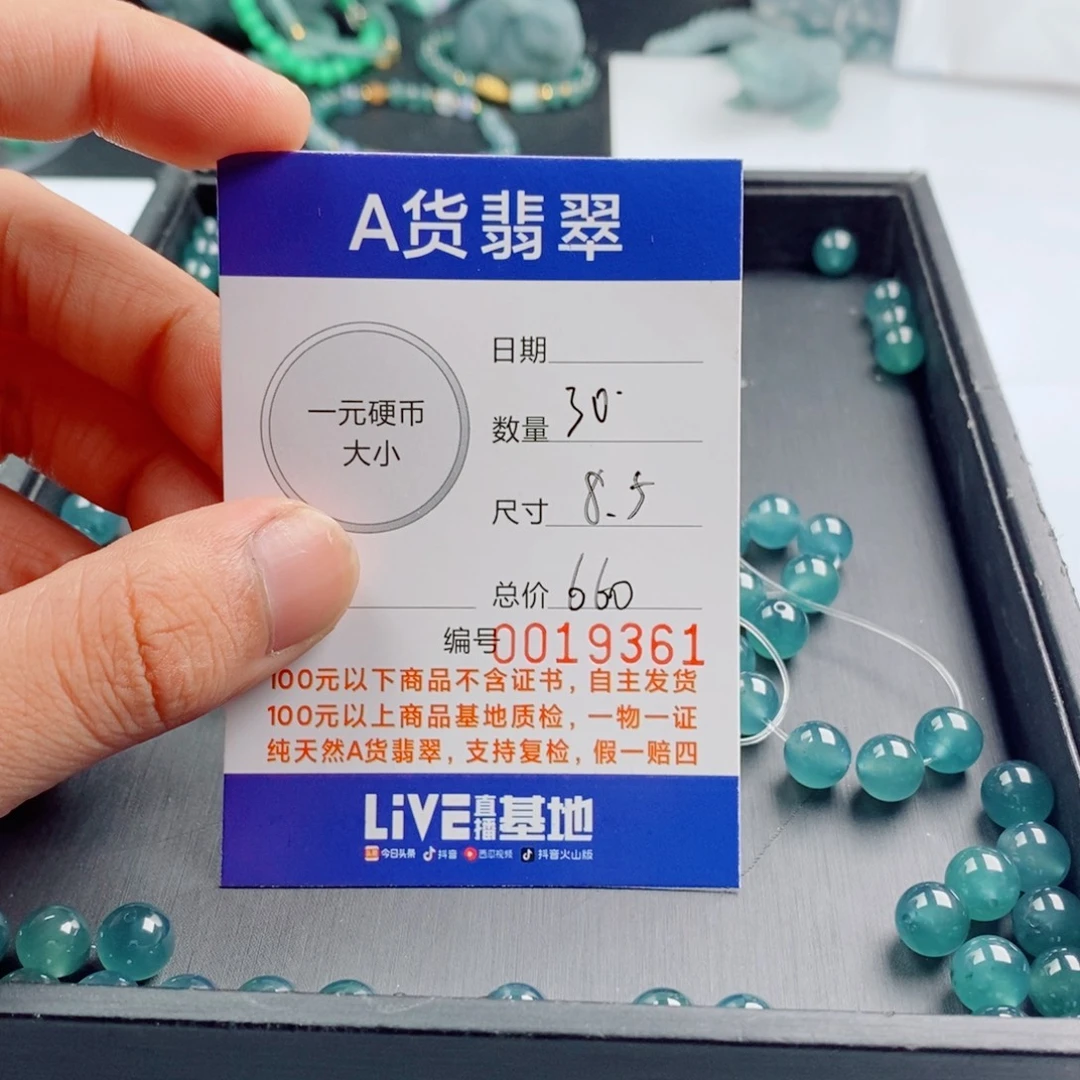 A货翡翠
一元硬币
大小
日期
数量 30
尺寸 8.5
总价 660
编号0019361
100元以下商品不含证书，自主发货
100元以上商品基地质检，一物一证
纯天然A货翡翠，支持复检，假一赔四
LiVE直播基地
今日头条 抖音 西瓜视频 抖音火山版